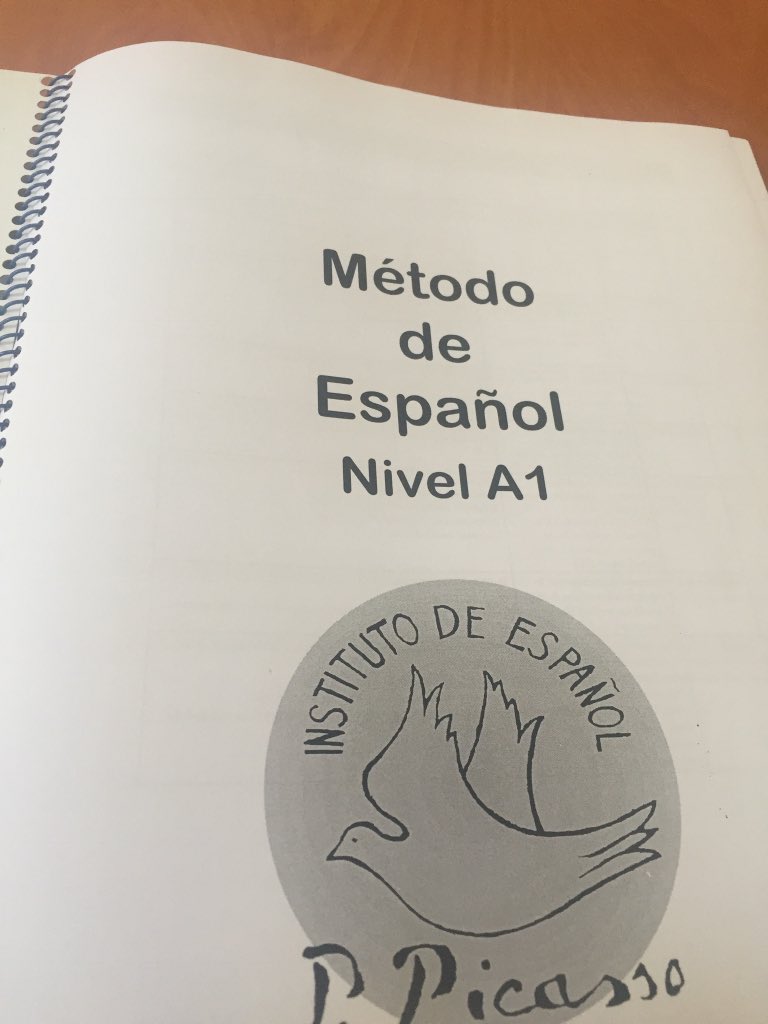 Método
de
Español
Nivel A1
INSTITUTO DE ESPAÑOL
P. Picasso